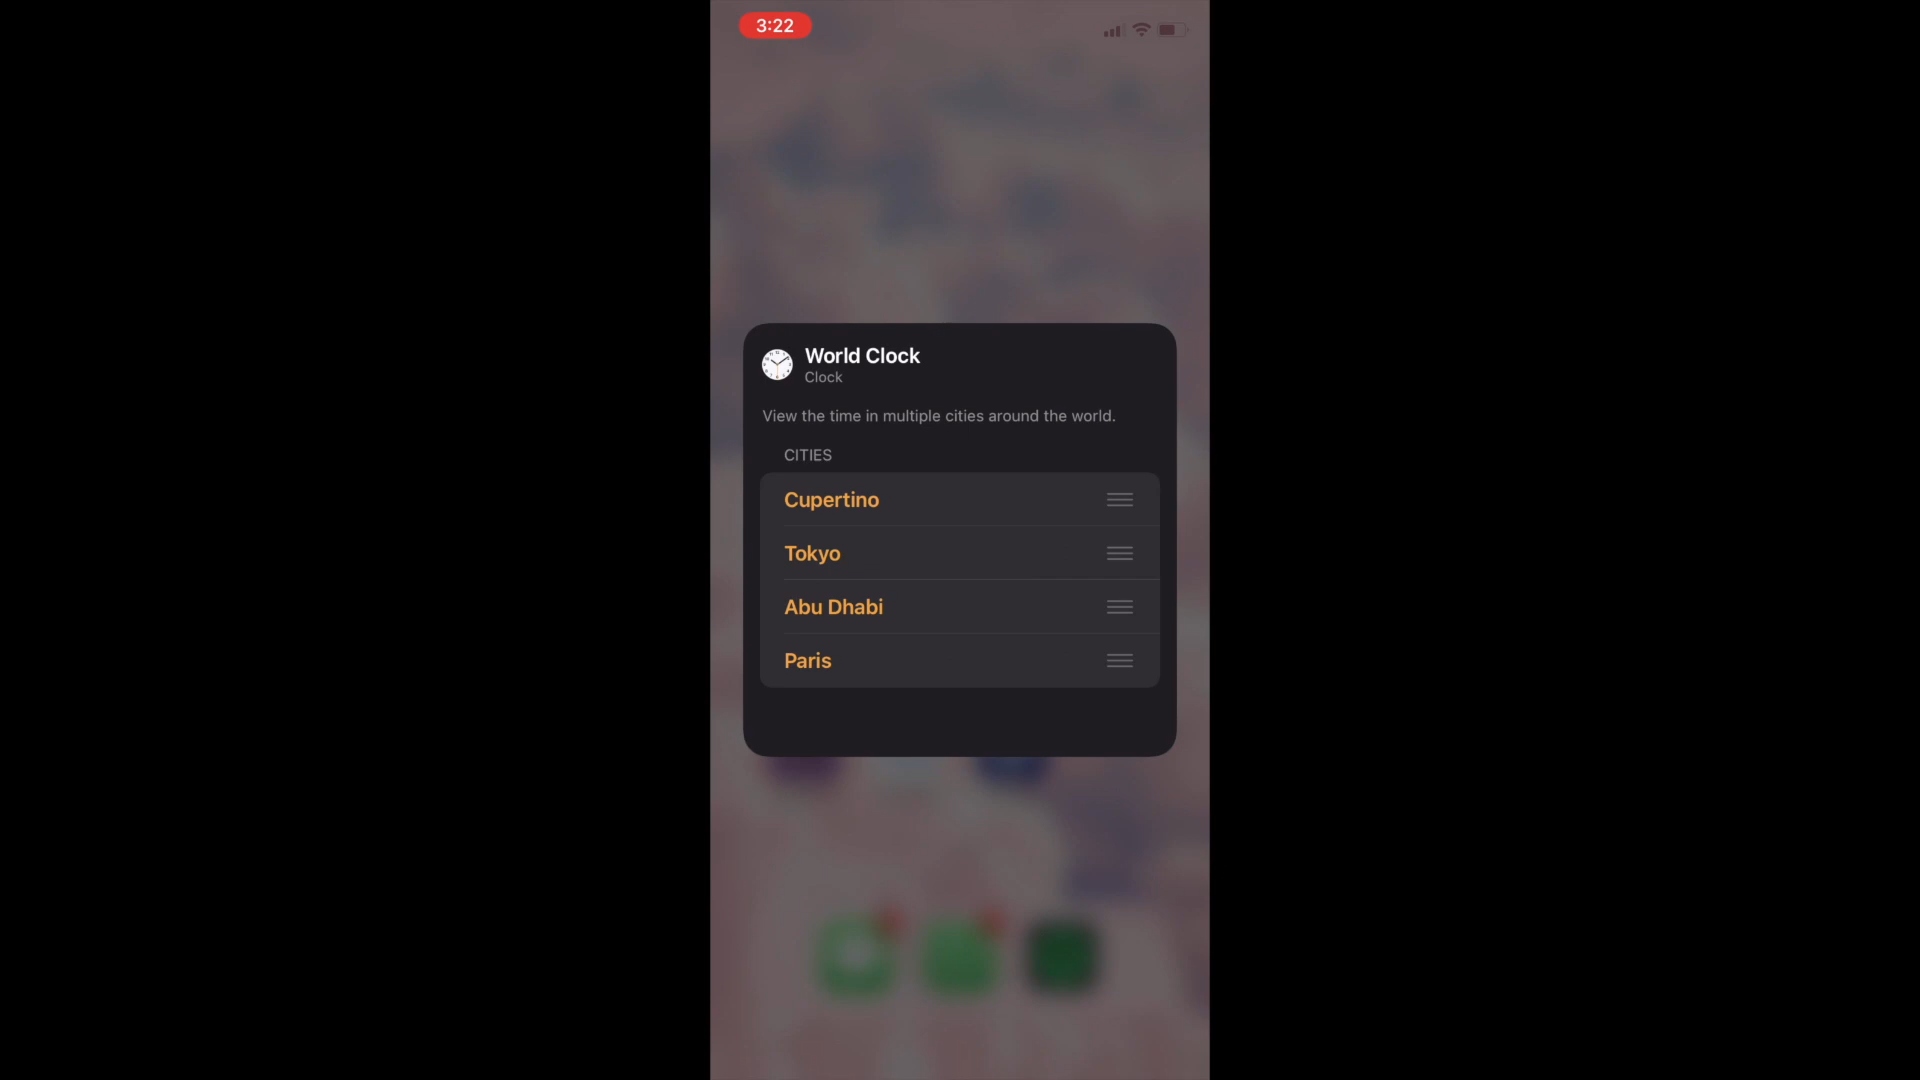 3:22
World Clock
Clock
View the time in multiple cities around the world.
CITIES
Cupertino
Tokyo
Abu Dhabi
Paris